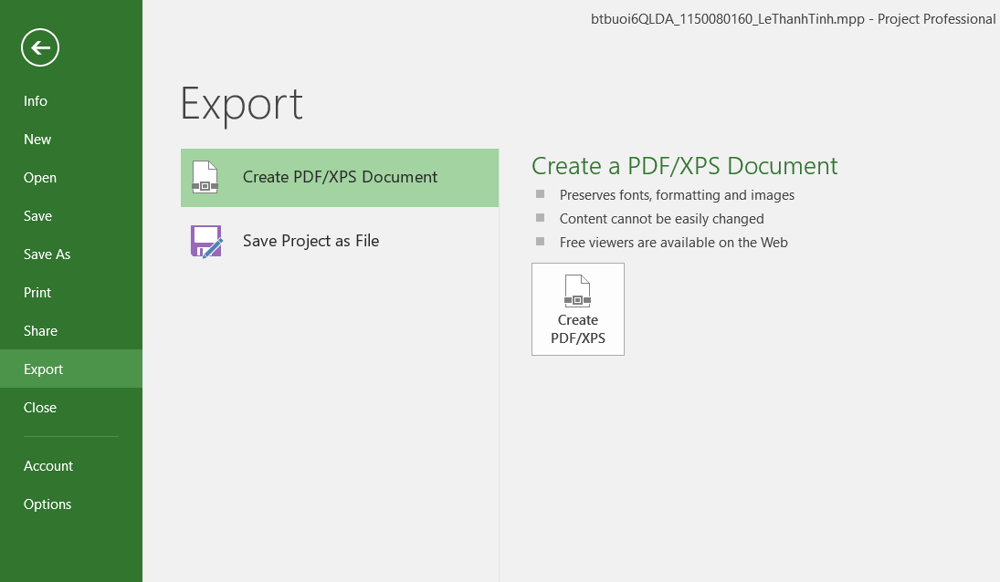 btbuoi6QLDA_1150080160_LeThanhTinh.mpp - Project Professional
Info
New
Open
Save
Save As
Print
Share
Export
Close
Account
Options
Export
Create PDF/XPS Document
Save Project as File
Create a PDF/XPS Document
Preserves fonts, formatting and images
Content cannot be easily changed
Free viewers are available on the Web
Create
PDF/XPS